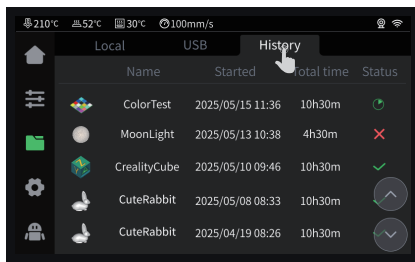 210℃ 52℃ 30℃ 100mm/s
Local USB History
Name Started Total time Status
ColorTest 2025/05/15 11:36 10h30m
MoonLight 2025/05/13 10:38 4h30m
CrealityCube 2025/05/10 09:46 10h30m
CuteRabbit 2025/05/08 08:33 10h30m
CuteRabbit 2025/04/19 08:26 10h30m